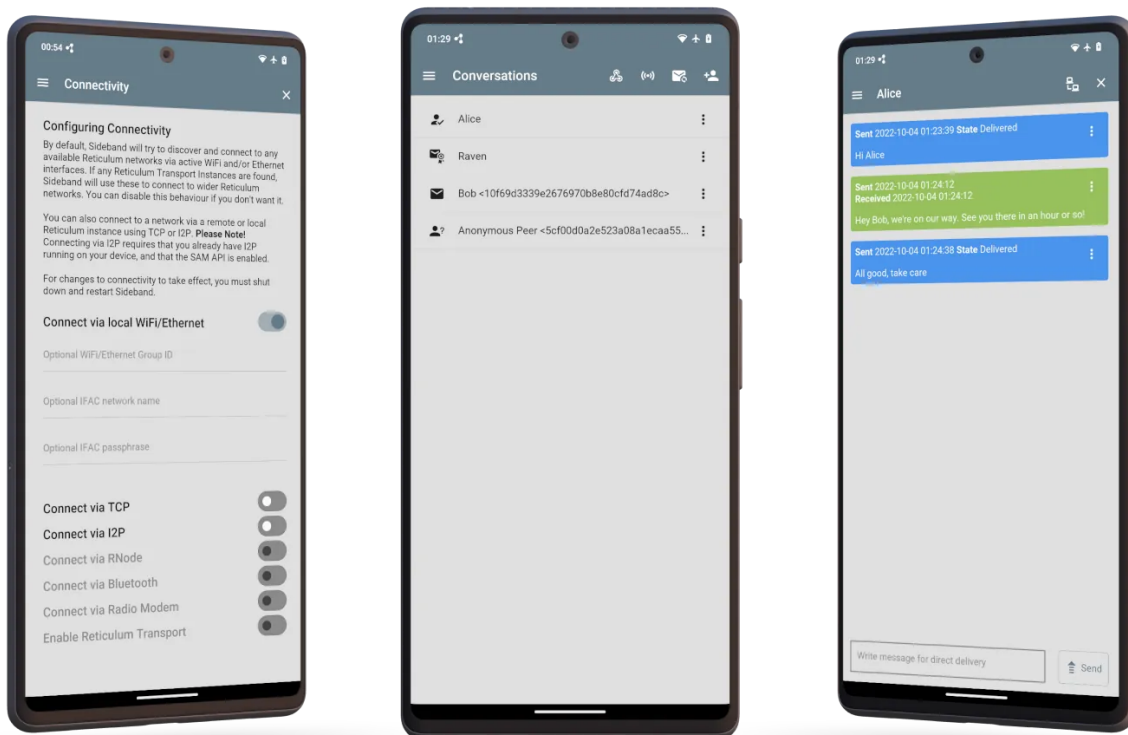 00:54
Connectivity
Configuring Connectivity
By default, Sideband will try to discover and connect to any
available Reticulum networks via active WiFi and/or Ethernet
interfaces. If any Reticulum Transport Instances are found,
Sideband will use these to connect to wider Reticulum
networks. You can disable this behaviour if you don't want it.
You can also connect to a network via a remote or local
Reticulum instance using TCP or I2P. Please Note!
Connecting via I2P requires that you already have I2P
running on your device, and that the SAM API is enabled.
For changes to connectivity to take effect, you must shut
down and restart Sideband.
Connect via local WiFi/Ethernet
Optional WiFi/Ethernet Group ID
Optional IFAC network name
Optional IFAC passphrase
Connect via TCP
Connect via I2P
Connect via RNode
Connect via Bluetooth
Connect via Radio Modem
Enable Reticulum Transport
01:29
Conversations
Alice
Raven
Bob <10f69d3339e2676970b8e80cfd74ad8c>
Anonymous Peer <5cf00d0a2e523a08a1ecaa55...
01:29
Alice
Sent 2022-10-04 01:23:39 State Delivered
Hi Alice
Sent 2022-10-04 01:24:12
Received 2022-10-04 01:24:12
Hey Bob, we're on our way. See you there in an hour or so!
Sent 2022-10-04 01:24:38 State Delivered
All good, take care
Write message for direct delivery
Send